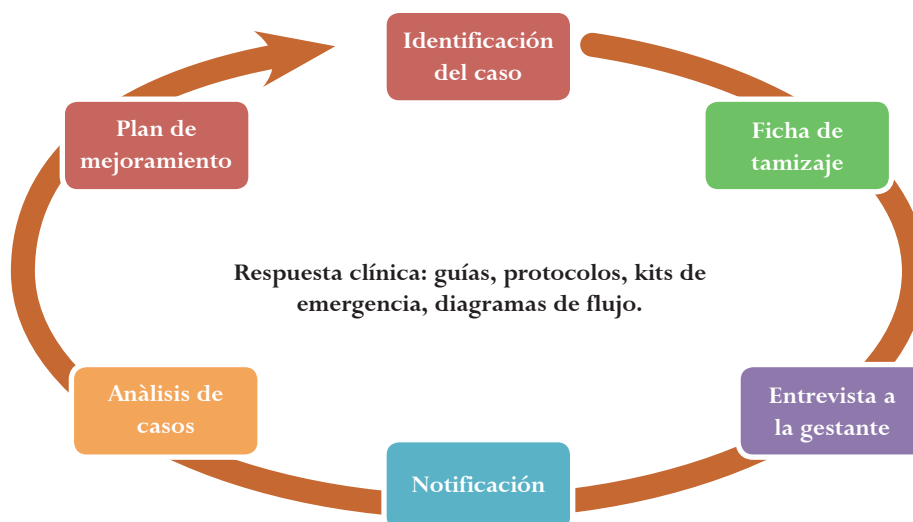 Identificación
del caso
Ficha de
tamizaje
Entrevista a
la gestante
Notificación
Anàlisis de
casos
Plan de
mejoramiento
Respuesta clínica: guías, protocolos, kits de
emergencia, diagramas de flujo.